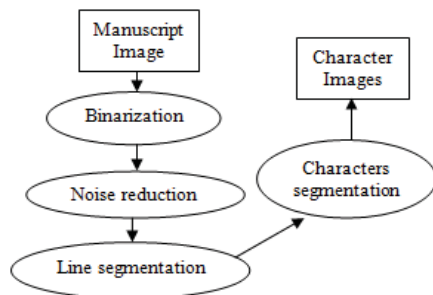 Manuscript
Image
Binarization
Noise reduction
Line segmentation
Characters
segmentation
Character
Images